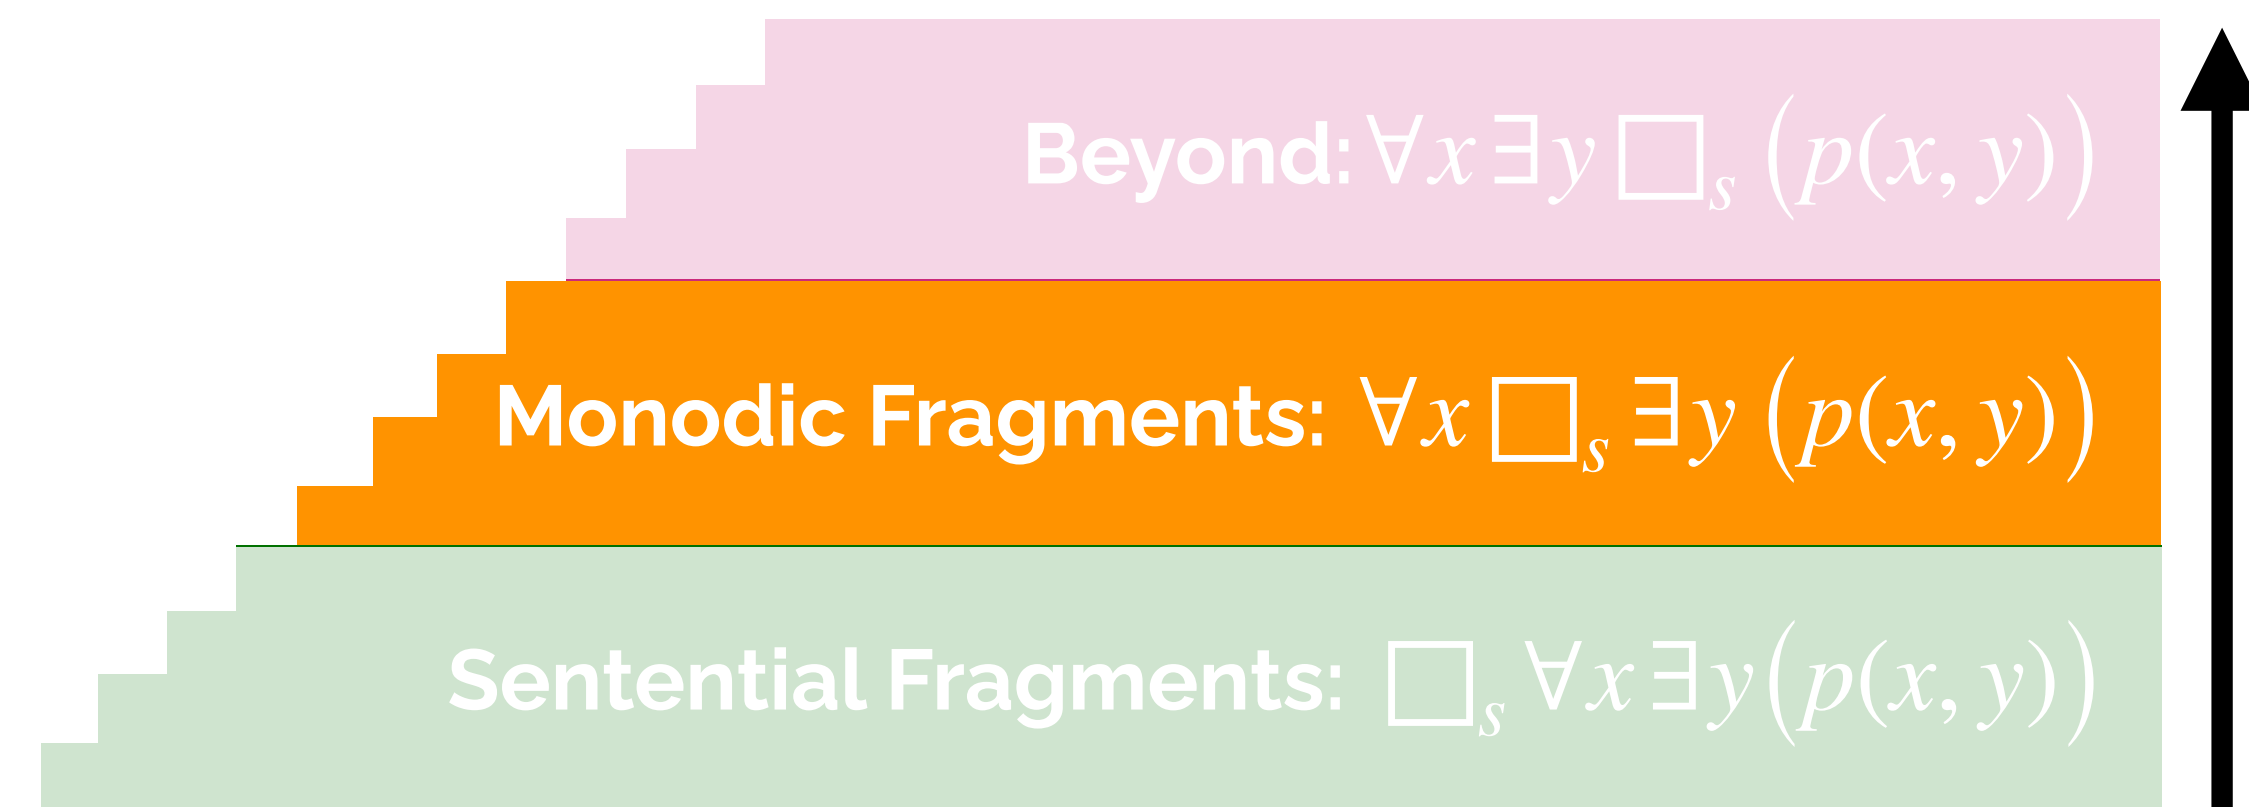 Beyond: ∀x ∃y □ₛ (p(x, y))
Monodic Fragments: ∀x □ₛ ∃y (p(x, y))
Sentential Fragments: □ₛ ∀x ∃y(p(x, y))